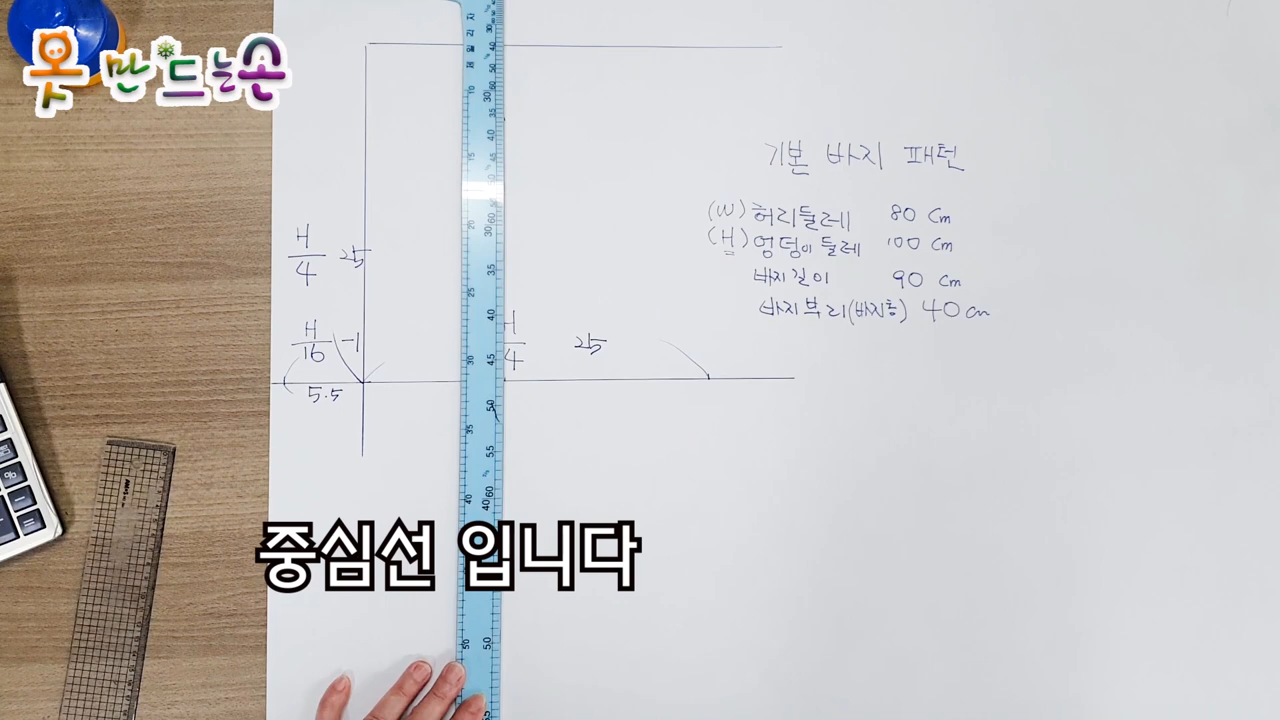 옷 만드는손
기본 바지 패턴
(W) 허리둘레 80 cm
(H) 엉덩이둘레 100 cm
바지길이 90 cm
바지부리(바지통) 40cm
H
4
25
H
16
-1
5.5
H
4
25
중심선 입니다